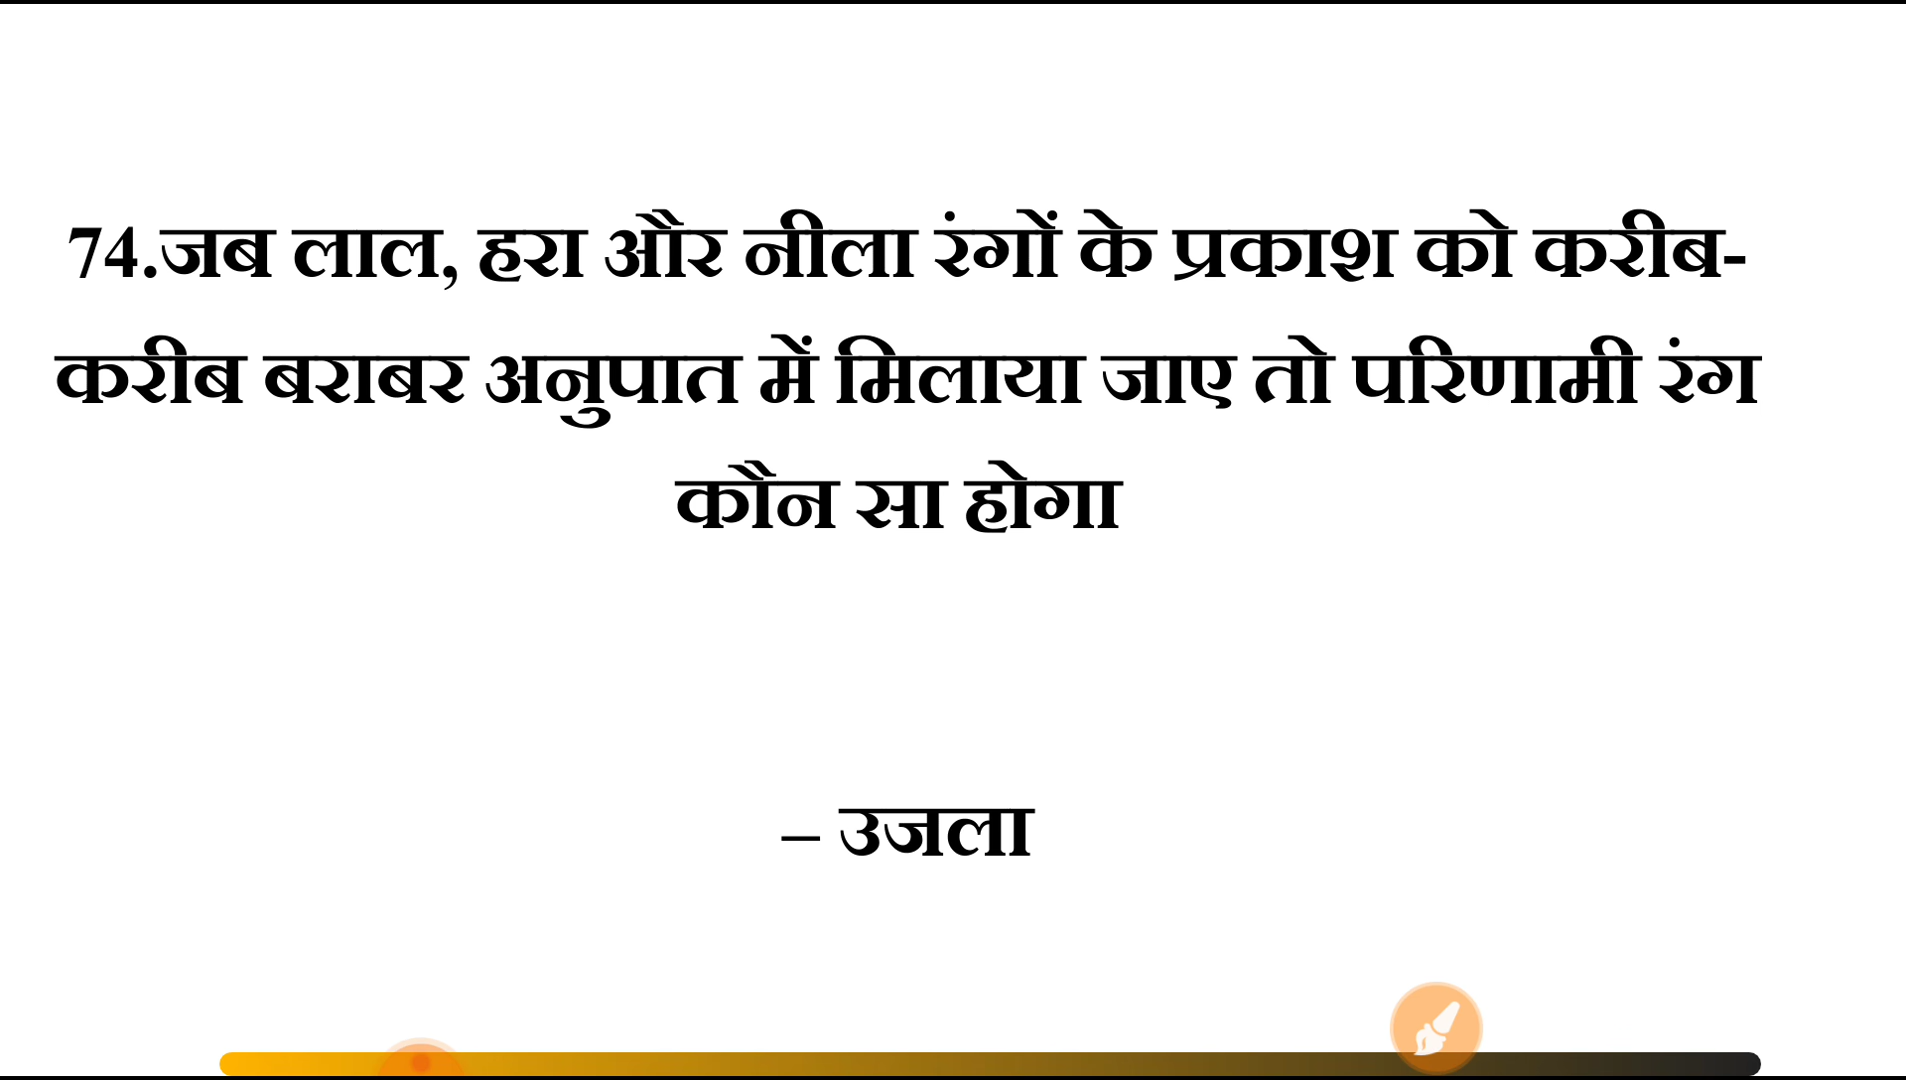 74.जब लाल, हरा और नीला रंगों के प्रकाश को करीब-
करीब बराबर अनुपात में मिलाया जाए तो परिणामी रंग
कौन सा होगा
– उजला